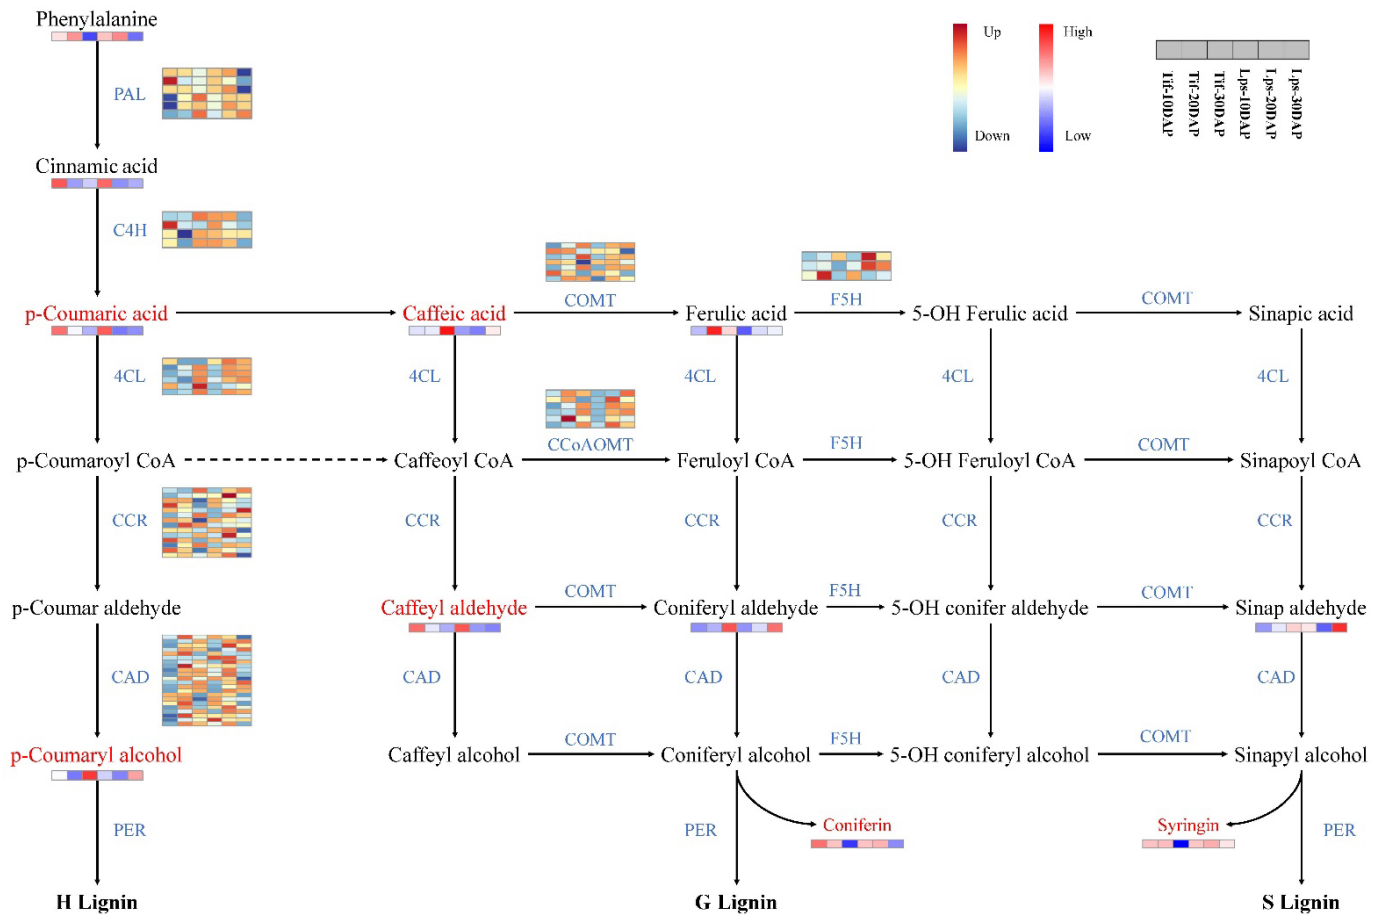 Phenylalanine
Up
High
Down
Low
Tif-10DAP
Tif-20DAP
Tif-30DAP
Lps-10DAP
Lps-20DAP
Lps-30DAP
PAL
Cinnamic acid
C4H
COMT
F5H
COMT
p-Coumaric acid
Caffeic acid
Ferulic acid
5-OH Ferulic acid
Sinapic acid
4CL
4CL
4CL
4CL
4CL
CCoAOMT
F5H
COMT
p-Coumaroyl CoA
Caffeoyl CoA
Feruloyl CoA
5-OH Feruloyl CoA
Sinapoyl CoA
CCR
CCR
CCR
CCR
CCR
COMT
F5H
COMT
p-Coumar aldehyde
Caffeyl aldehyde
Coniferyl aldehyde
5-OH conifer aldehyde
Sinap aldehyde
CAD
CAD
CAD
CAD
CAD
COMT
F5H
COMT
p-Coumaryl alcohol
Caffeyl alcohol
Coniferyl alcohol
5-OH coniferyl alcohol
Sinapyl alcohol
PER
PER
Coniferin
Syringin
PER
H Lignin
G Lignin
S Lignin